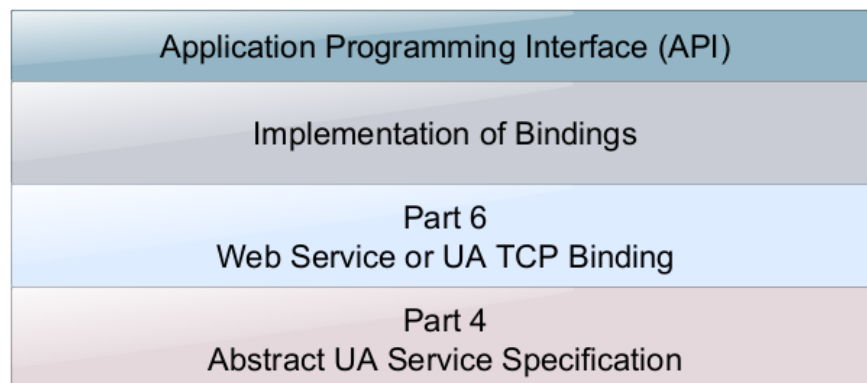 Application Programming Interface (API)
Implementation of Bindings
Part 6
Web Service or UA TCP Binding
Part 4
Abstract UA Service Specification